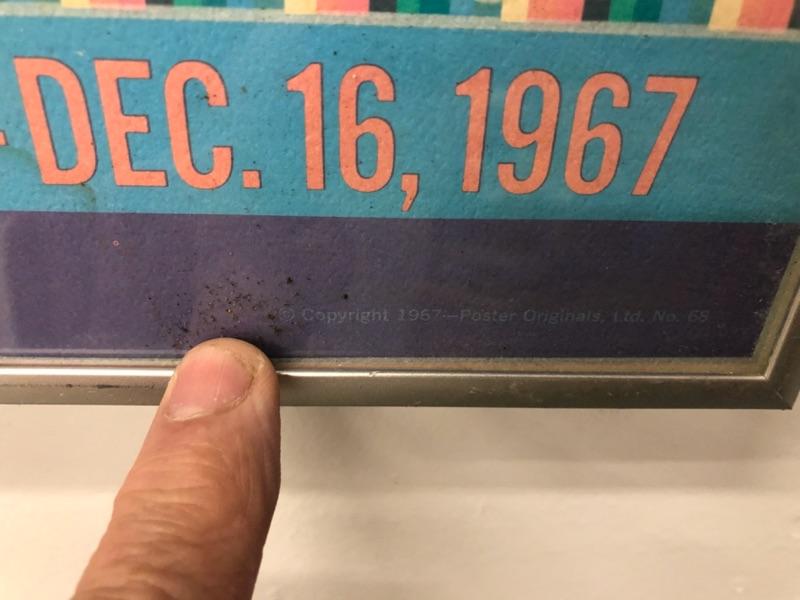 -DEC. 16, 1967
© Copyright 1967—Poster Originals, Ltd. No. 68